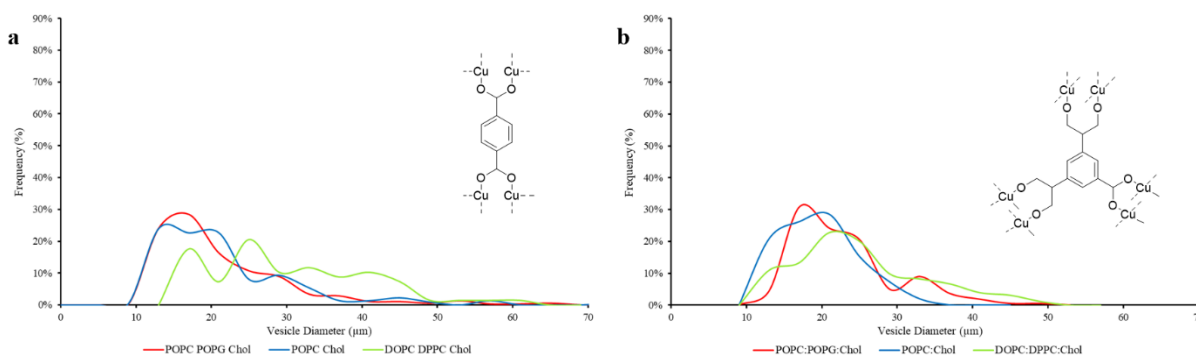 a
90%
80%
70%
60%
50%
40%
30%
20%
10%
0%
Frequency (%)
0
10
20
30
40
50
60
70
Vesicle Diameter (µm)
POPC POPG Chol
POPC Chol
DOPC DPPC Chol
Cu
Cu
O
O
O
O
Cu
Cu
b
90%
80%
70%
60%
50%
40%
30%
20%
10%
0%
Frequency (%)
0
10
20
30
40
50
60
70
Vesicle Diameter (µm)
POPC:POPG:Chol
POPC:Chol
DOPC:DPPC:Chol
Cu
Cu
O
O
O
Cu
Cu
O
O
O
Cu
Cu